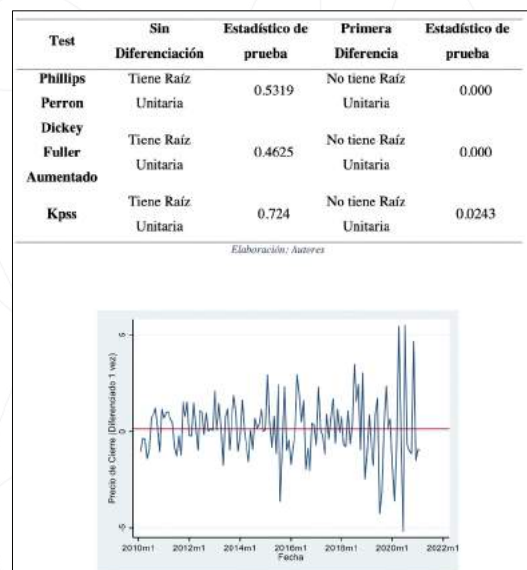 Test
Sin Diferenciación
Estadístico de prueba
Primera Diferencia
Estadístico de prueba
Phillips Perron
Tiene Raíz Unitaria
0.5319
No tiene Raíz Unitaria
0.000
Dickey Fuller Aumentado
Tiene Raíz Unitaria
0.4625
No tiene Raíz Unitaria
0.000
Kpss
Tiene Raíz Unitaria
0.724
No tiene Raíz Unitaria
0.0243
Elaboración: Autores
Precio de Cierre (Diferenciado 1 vez)
5
0
-5
2010m1 2012m1 2014m1 2016m1 2018m1 2020m1 2022m1
Fecha